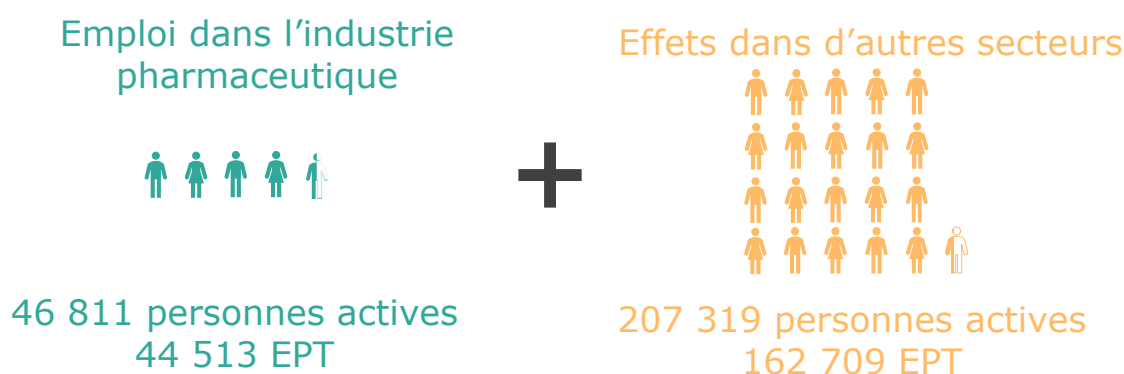 Emploi dans l’industrie
pharmaceutique
46 811 personnes actives
44 513 EPT
+
Effets dans d’autres secteurs
207 319 personnes actives
162 709 EPT